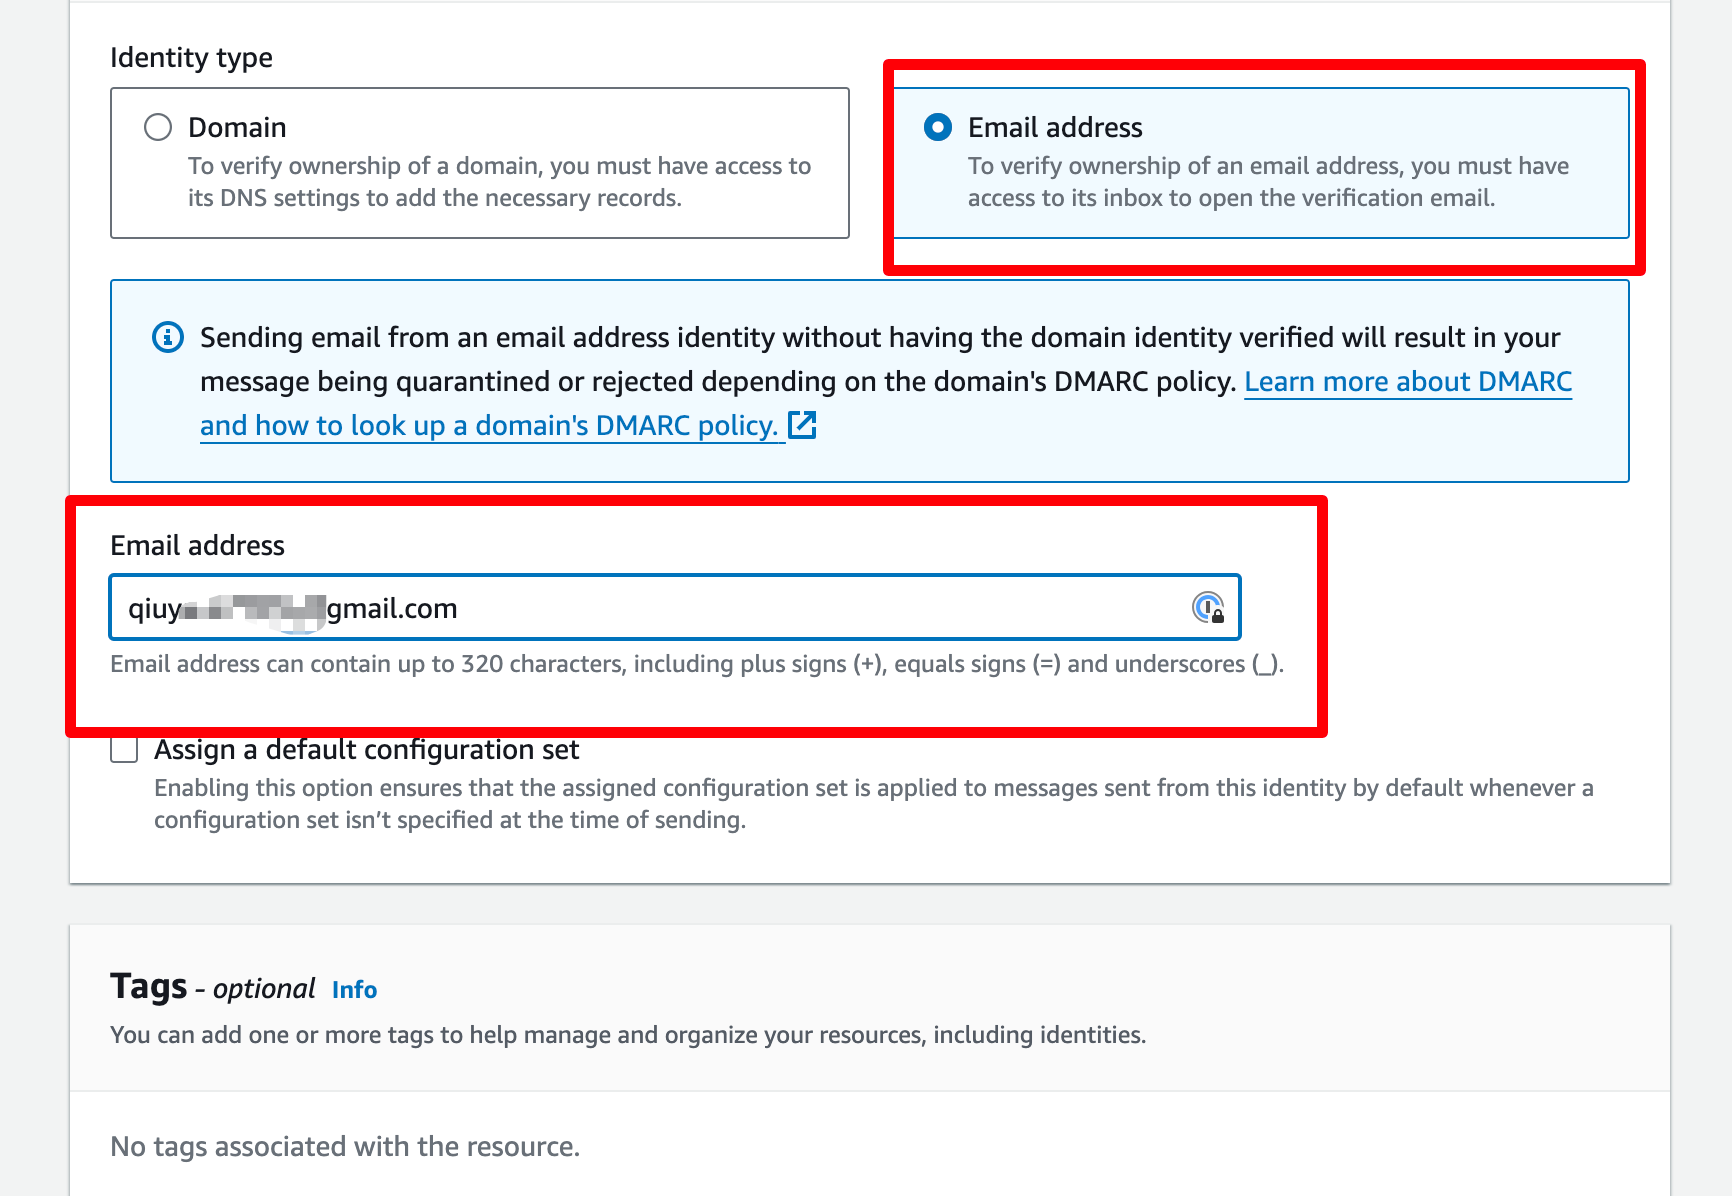 Identity type
Domain
To verify ownership of a domain, you must have access to
its DNS settings to add the necessary records.
Email address
To verify ownership of an email address, you must have
access to its inbox to open the verification email.
Sending email from an email address identity without having the domain identity verified will result in your
message being quarantined or rejected depending on the domain's DMARC policy. Learn more about DMARC
and how to look up a domain's DMARC policy.
Email address
qiuy gmail.com
Email address can contain up to 320 characters, including plus signs (+), equals signs (=) and underscores (_).
Assign a default configuration set
Enabling this option ensures that the assigned configuration set is applied to messages sent from this identity by default whenever a
configuration set isn’t specified at the time of sending.
Tags - optional Info
You can add one or more tags to help manage and organize your resources, including identities.
No tags associated with the resource.